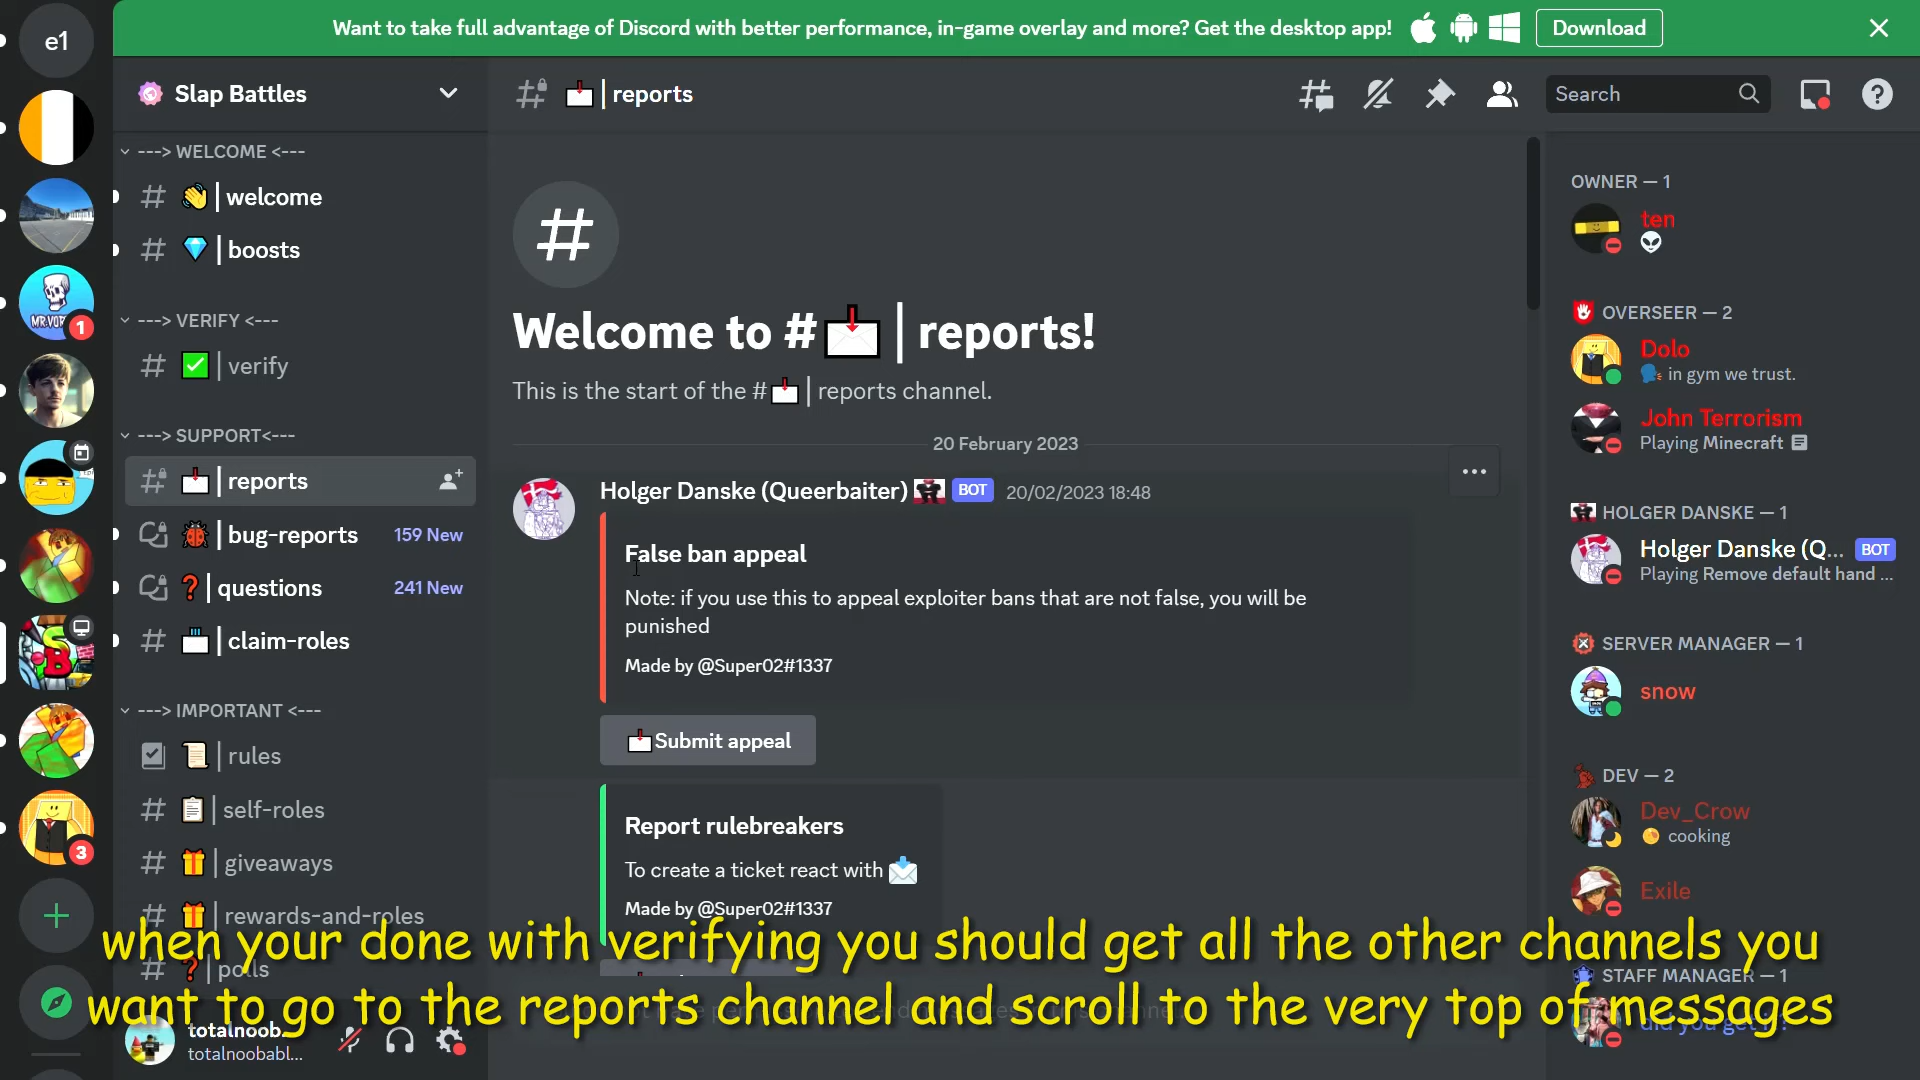 Want to take full advantage of Discord with better performance, in-game overlay and more? Get the desktop app!
Download
e1
MR.VOR
1
3
Slap Battles
---> WELCOME <---
welcome
boosts
---> VERIFY <---
verify
---> SUPPORT<---
reports
bug-reports 159 New
questions 241 New
claim-roles
---> IMPORTANT <---
rules
self-roles
giveaways
rewards-and-roles
polls
totalnoob...
totalnoobabl...
reports
Search
Welcome to # | reports!
This is the start of the # | reports channel.
20 February 2023
Holger Danske (Queerbaiter) BOT 20/02/2023 18:48
False ban appeal
Note: if you use this to appeal exploiter bans that are not false, you will be
punished
Made by @Super02#1337
Submit appeal
Report rulebreakers
To create a ticket react with
Made by @Super02#1337
OWNER — 1
ten
OVERSEER — 2
Dolo
in gym we trust.
John Terrorism
Playing Minecraft
HOLGER DANSKE — 1
Holger Danske (Q... BOT
Playing Remove default hand ...
SERVER MANAGER — 1
snow
DEV — 2
Dev_Crow
cooking
Exile
STAFF MANAGER — 1
when your done with verifying you should get all the other channels you
want to go to the reports channel and scroll to the very top of messages